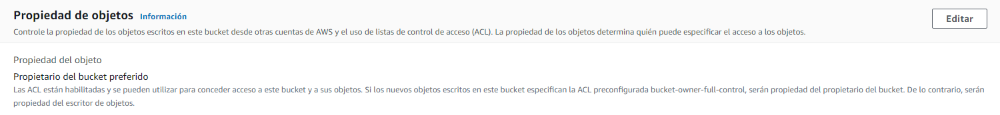 Propiedad de objetos Información
Editar
Controle la propiedad de los objetos escritos en este bucket desde otras cuentas de AWS y el uso de listas de control de acceso (ACL). La propiedad de los objetos determina quién puede especificar el acceso a los objetos.
Propiedad del objeto
Propietario del bucket preferido
Las ACL están habilitadas y se pueden utilizar para conceder acceso a este bucket y a sus objetos. Si los nuevos objetos escritos en este bucket especifican la ACL preconfigurada bucket-owner-full-control, serán propiedad del propietario del bucket. De lo contrario, serán
propiedad del escritor de objetos.